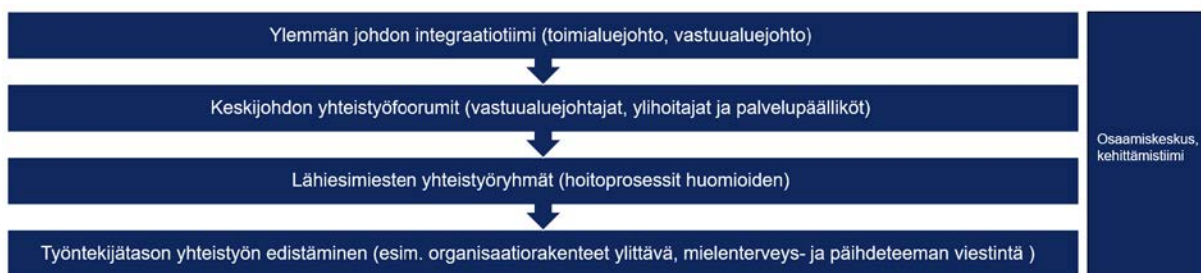 Ylemmän johdon integraatiotiimi (toimialuejohto, vastuualuejohto)
Keskijohdon yhteistyöfoorumit (vastuualuejohtajat, ylihoitajat ja palvelupäälliköt)
Lähiesimiesten yhteistyöryhmät (hoitoprosessit huomioiden)
Työntekijätason yhteistyön edistäminen (esim. organisaatiorakenteet ylittävä, mielenterveys- ja päihdeteeman viestintä )
Osaamiskeskus,
kehittämistiimi